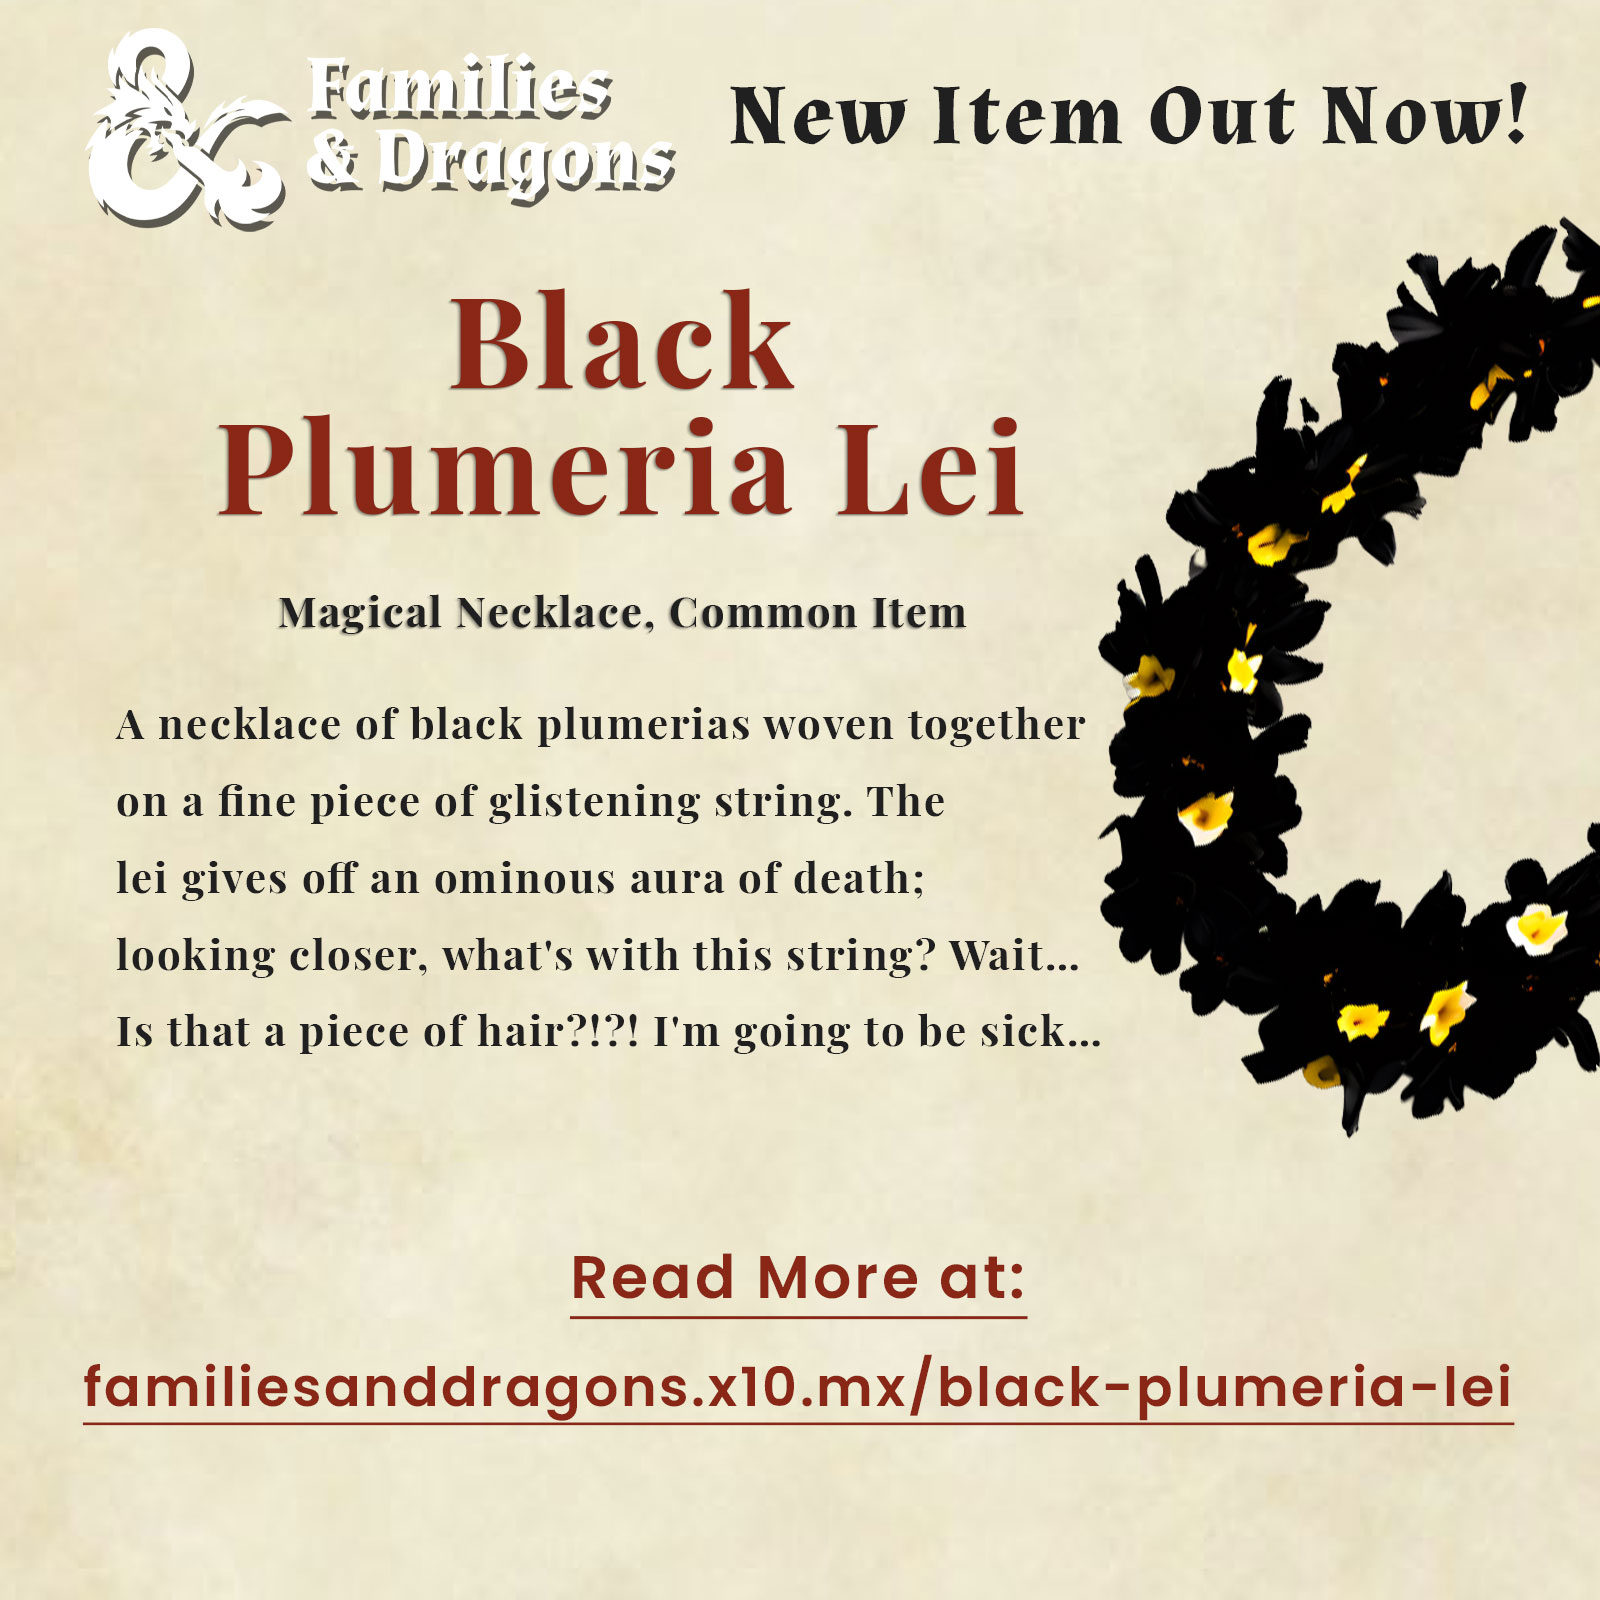 Families
& Dragons
New Item Out Now!
Black
Plumeria Lei
Magical Necklace, Common Item
A necklace of black plumerias woven together
on a fine piece of glistening string. The
lei gives off an ominous aura of death;
looking closer, what's with this string? Wait...
Is that a piece of hair?!?! I'm going to be sick...
Read More at:
familiesanddragons.x10.mx/black-plumeria-lei